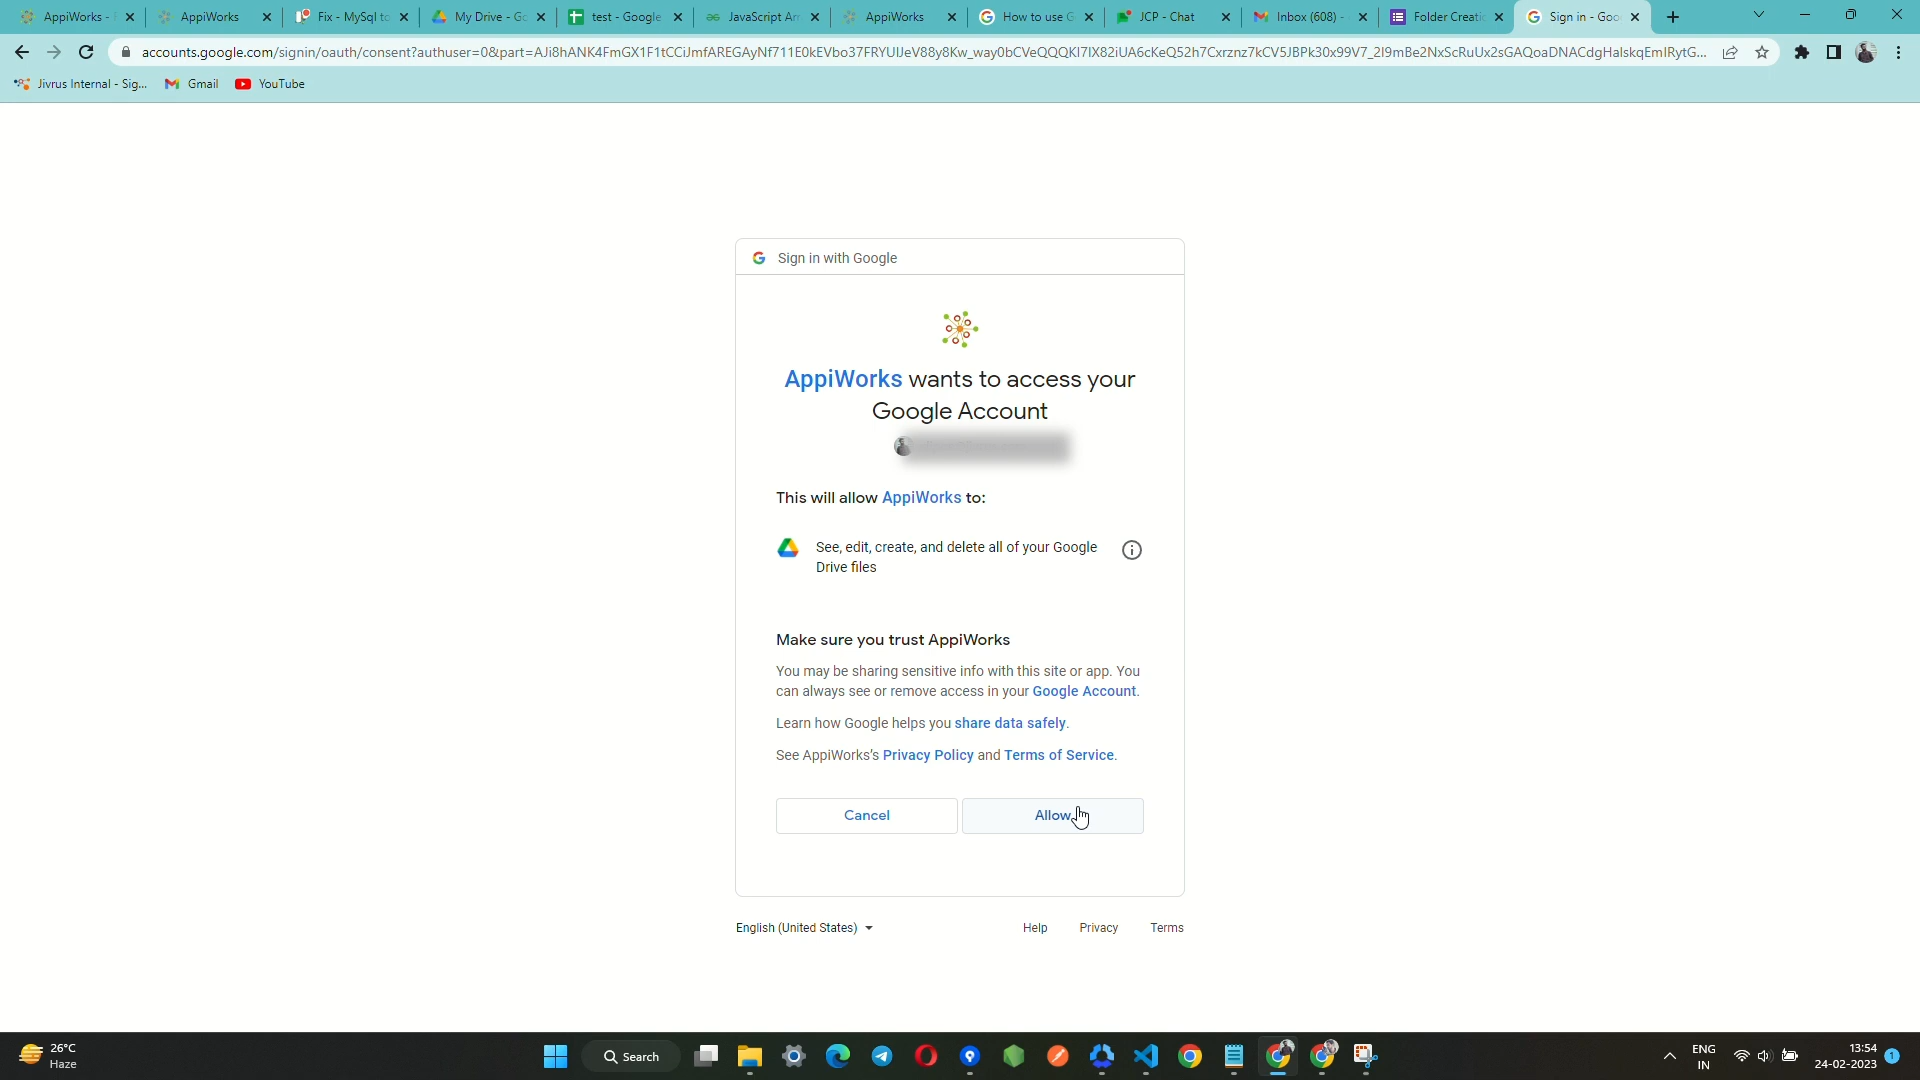 AppiWorks -
AppiWorks
Fix - MySql to
My Drive - Go
test - Google
JavaScript Arr
AppiWorks
How to use G
JCP - Chat
Inbox (608) -
Folder Creatio
Sign in - Goo
accounts.google.com/signin/oauth/consent?authuser=0&part=
Jivrus Internal - Sig...
Gmail
YouTube
Sign in with Google
AppiWorks wants to access your
Google Account
This will allow AppiWorks to:
See, edit, create, and delete all of your Google
Drive files
Make sure you trust AppiWorks
You may be sharing sensitive info with this site or app. You
can always see or remove access in your Google Account.
Learn how Google helps you share data safely.
See AppiWorks's Privacy Policy and Terms of Service.
Cancel
Allow
English (United States)
Help
Privacy
Terms
26°C
Haze
Search
ENG
IN
13:54
24-02-2023
1